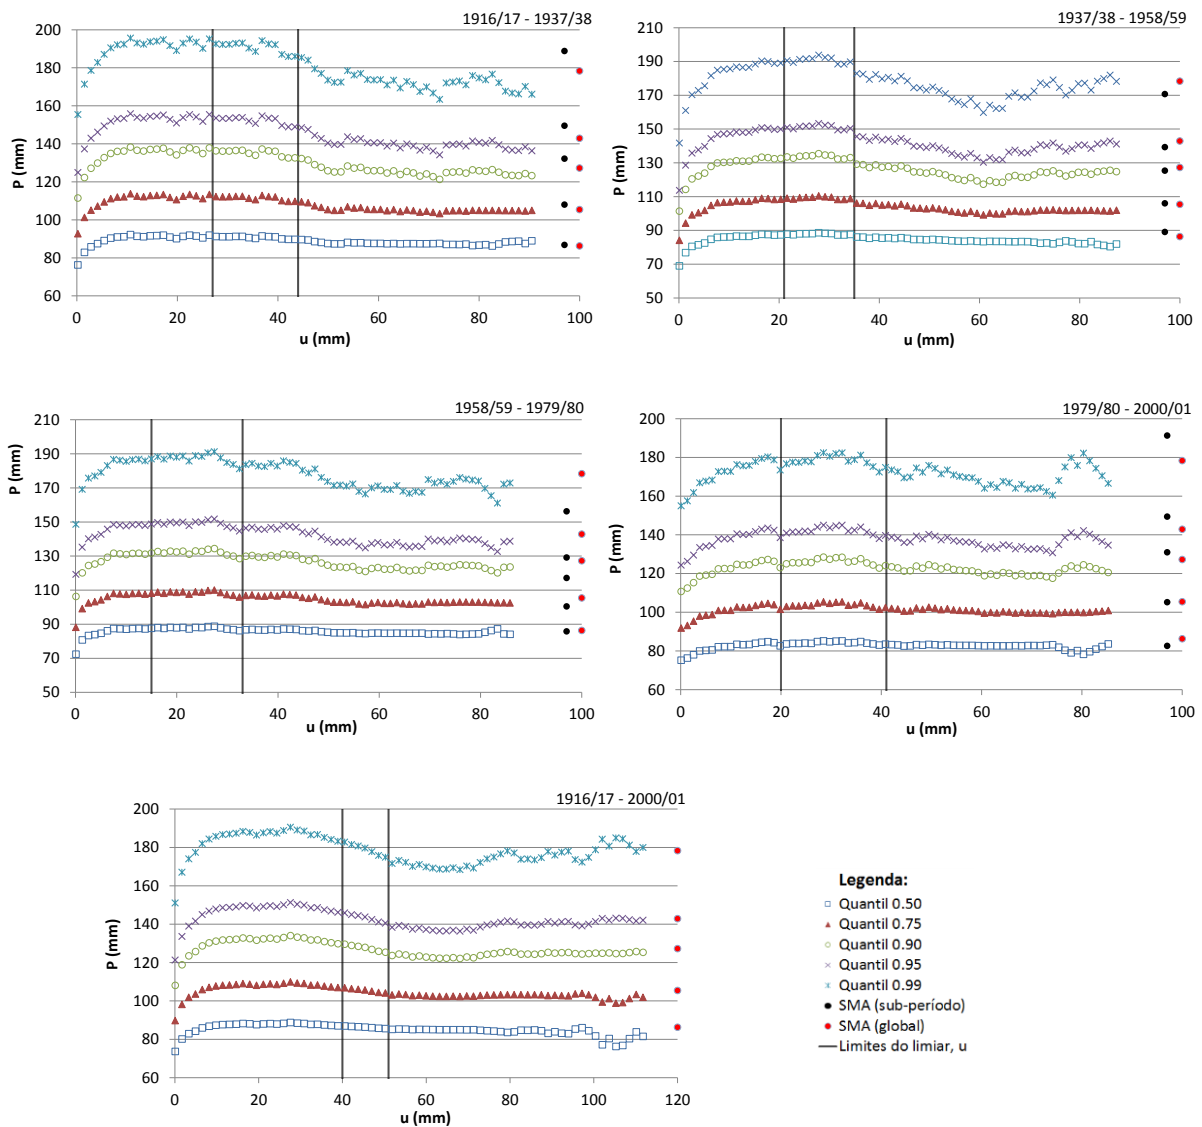 1916/17 - 1937/38
P (mm)
200
180
160
140
120
100
80
60
0 20 40 60 80 100
u (mm)
1937/38 - 1958/59
P (mm)
210
190
170
150
130
110
90
70
50
0 20 40 60 80 100
u (mm)
1958/59 - 1979/80
P (mm)
210
190
170
150
130
110
90
70
50
0 20 40 60 80 100
u (mm)
1979/80 - 2000/01
P (mm)
200
180
160
140
120
100
80
60
0 20 40 60 80 100
u (mm)
1916/17 - 2000/01
P (mm)
200
180
160
140
120
100
80
60
0 20 40 60 80 100 120
u (mm)
Legenda:
Quantil 0.50
Quantil 0.75
Quantil 0.90
Quantil 0.95
Quantil 0.99
SMA (sub-período)
SMA (global)
Limites do limiar, u